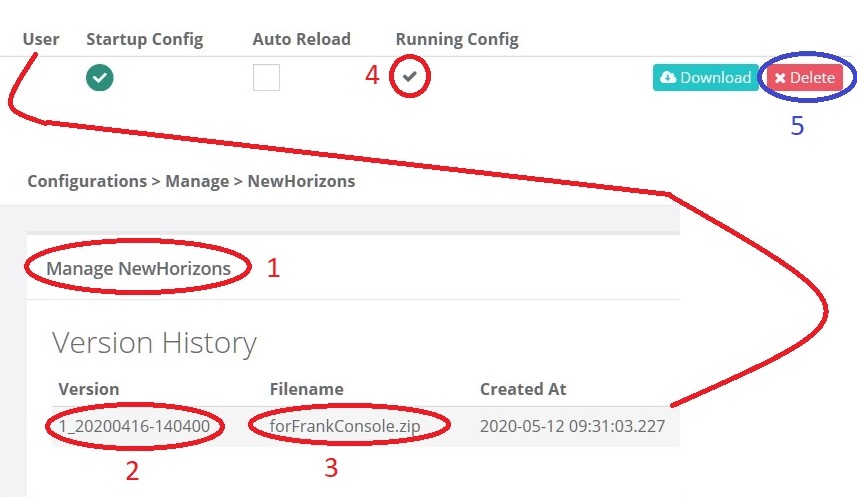 User Startup Config Auto Reload Running Config
4 Download Delete
5
Configurations > Manage > NewHorizons
Manage NewHorizons 1
Version History
Version Filename Created At
1_20200416-140400 forFrankConsole.zip 2020-05-12 09:31:03.227
2 3